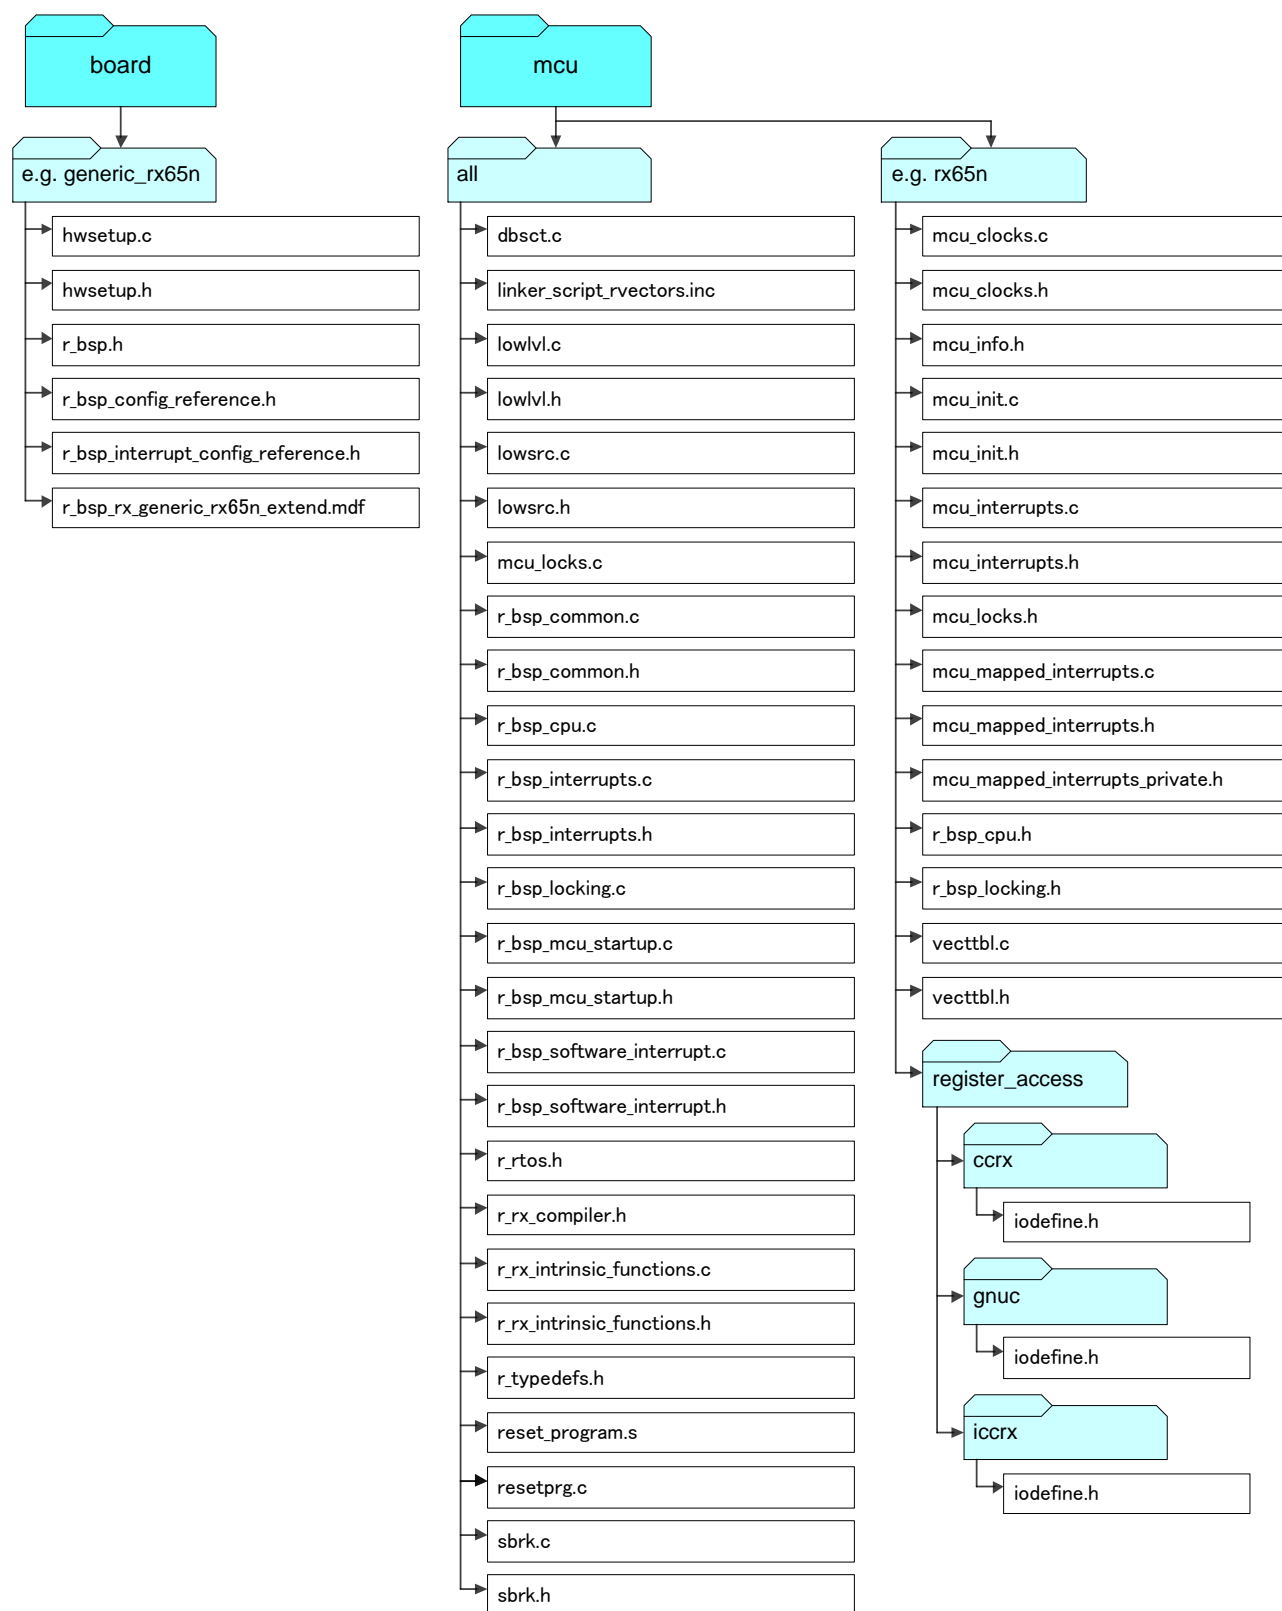 board
e.g. generic_rx65n
hwsetup.c
hwsetup.h
r_bsp.h
r_bsp_config_reference.h
r_bsp_interrupt_config_reference.h
r_bsp_rx_generic_rx65n_extend.mdf
mcu
all
dbsct.c
linker_script_rvectors.inc
lowlvl.c
lowlvl.h
lowsrc.c
lowsrc.h
mcu_locks.c
r_bsp_common.c
r_bsp_common.h
r_bsp_cpu.c
r_bsp_interrupts.c
r_bsp_interrupts.h
r_bsp_locking.c
r_bsp_mcu_startup.c
r_bsp_mcu_startup.h
r_bsp_software_interrupt.c
r_bsp_software_interrupt.h
r_rtos.h
r_rx_compiler.h
r_rx_intrinsic_functions.c
r_rx_intrinsic_functions.h
r_typedefs.h
reset_program.s
resetprg.c
sbrk.c
sbrk.h
e.g. rx65n
mcu_clocks.c
mcu_clocks.h
mcu_info.h
mcu_init.c
mcu_init.h
mcu_interrupts.c
mcu_interrupts.h
mcu_locks.h
mcu_mapped_interrupts.c
mcu_mapped_interrupts.h
mcu_mapped_interrupts_private.h
r_bsp_cpu.h
r_bsp_locking.h
vecttbl.c
vecttbl.h
register_access
ccrx
iodefine.h
gnuc
iodefine.h
iccrx
iodefine.h